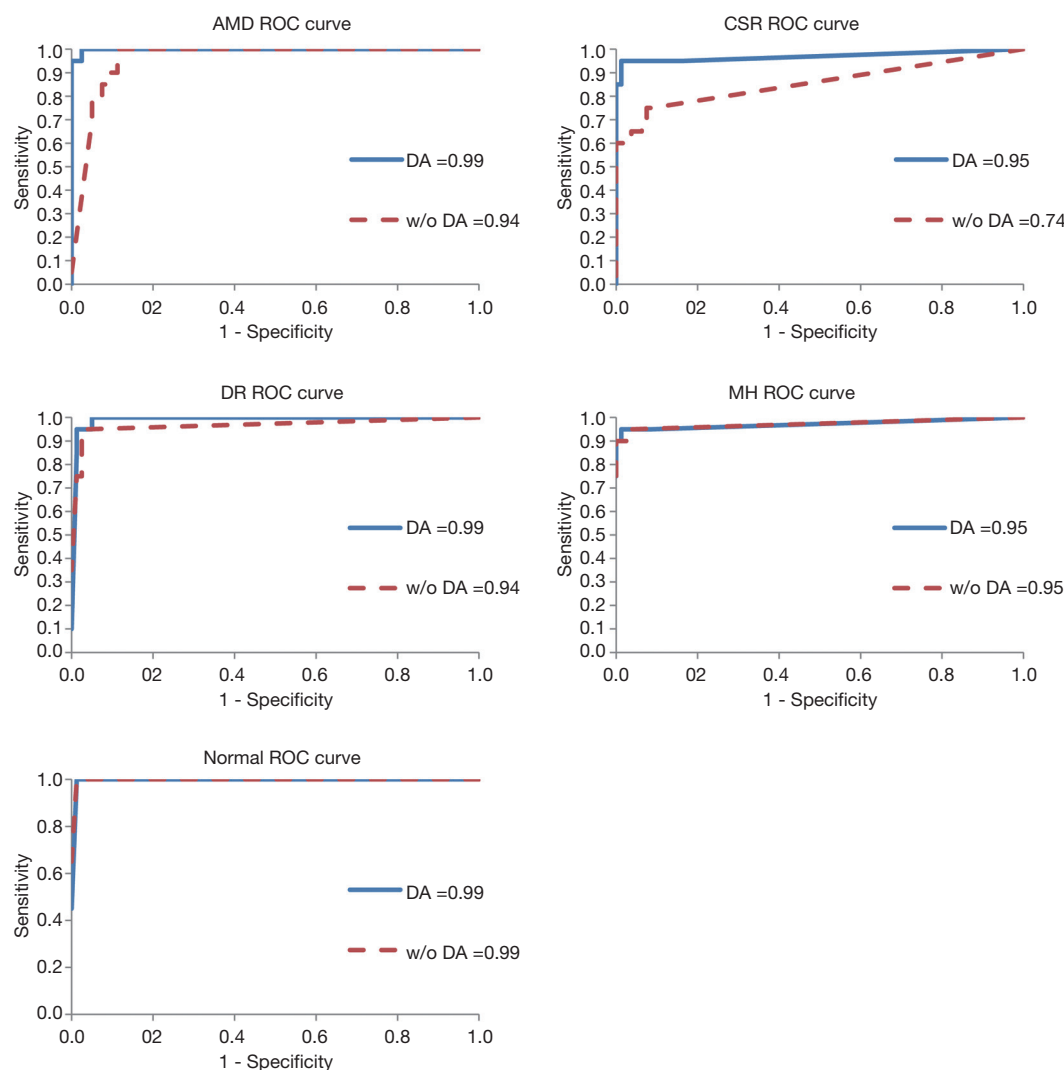 AMD ROC curve
1.0
0.9
0.8
0.7
0.6
0.5
0.4
0.3
0.2
0.1
0.0
Sensitivity
DA =0.99
w/o DA =0.94
0.0 02 0.4 0.6 0.8 1.0
1 - Specificity
CSR ROC curve
1.0
0.9
0.8
0.7
0.6
0.5
0.4
0.3
0.2
0.1
0.0
Sensitivity
DA =0.95
w/o DA =0.74
0.0 02 0.4 0.6 0.8 1.0
1 - Specificity
DR ROC curve
1.0
0.9
0.8
0.7
0.6
0.5
0.4
0.3
0.2
0.1
0.0
Sensitivity
DA =0.99
w/o DA =0.94
0.0 02 0.4 0.6 0.8 1.0
1 - Specificity
MH ROC curve
1.0
0.9
0.8
0.7
0.6
0.5
0.4
0.3
0.2
0.1
0.0
Sensitivity
DA =0.95
w/o DA =0.95
0.0 02 0.4 0.6 0.8 1.0
1 - Specificity
Normal ROC curve
1.0
0.8
0.6
0.4
0.2
0.0
Sensitivity
DA =0.99
w/o DA =0.99
0.0 02 0.4 0.6 0.8 1.0
1 - Specificity